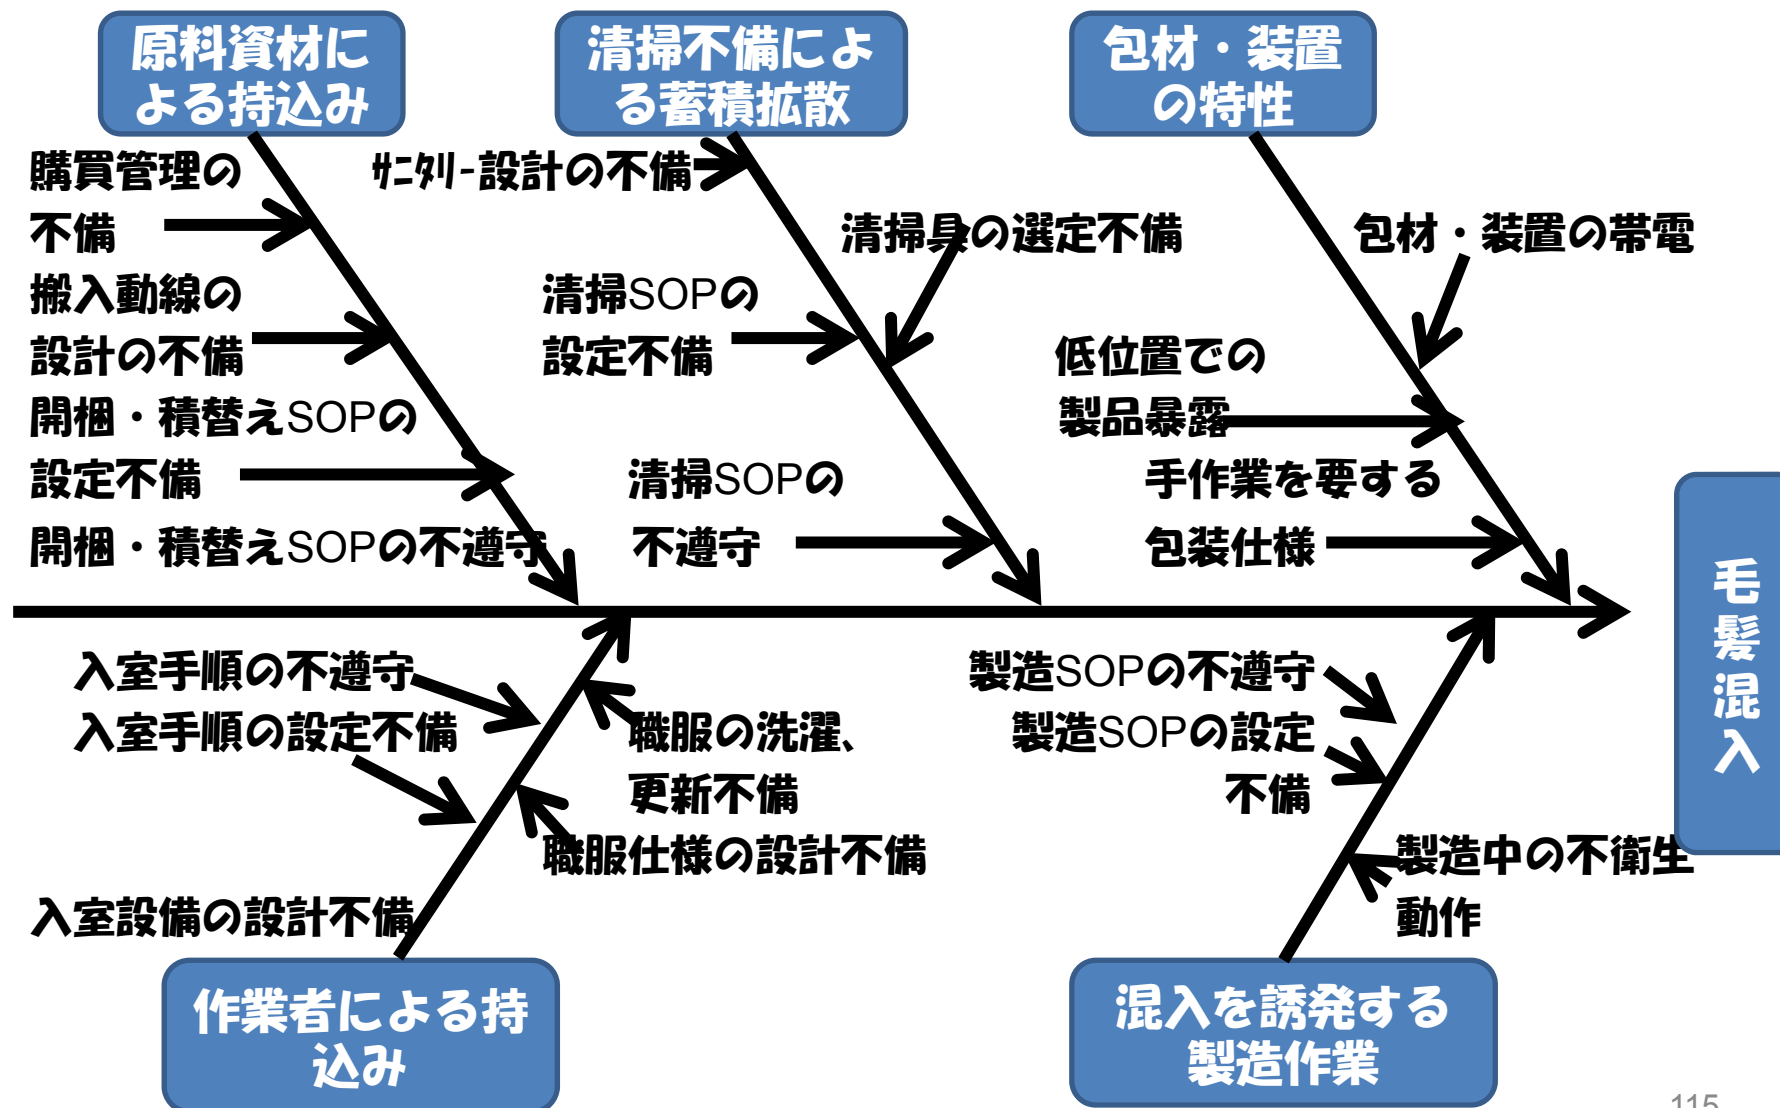 原料資材に
よる持込み
清掃不備によ
る蓄積拡散
包材・装置
の特性
購買管理の
不備
搬入動線の
設計の不備
開梱・積替えSOPの
設定不備
開梱・積替えSOPの不遵守
ｻﾆﾀﾘｰ設計の不備
清掃具の選定不備
清掃SOPの
設定不備
清掃SOPの
不遵守
包材・装置の帯電
低位置での
製品暴露
手作業を要する
包装仕様
毛髪混入
入室手順の不遵守
入室手順の設定不備
職服の洗濯、
更新不備
職服仕様の設計不備
入室設備の設計不備
製造SOPの不遵守
製造SOPの設定
不備
製造中の不衛生
動作
作業者による持
込み
混入を誘発する
製造作業
115